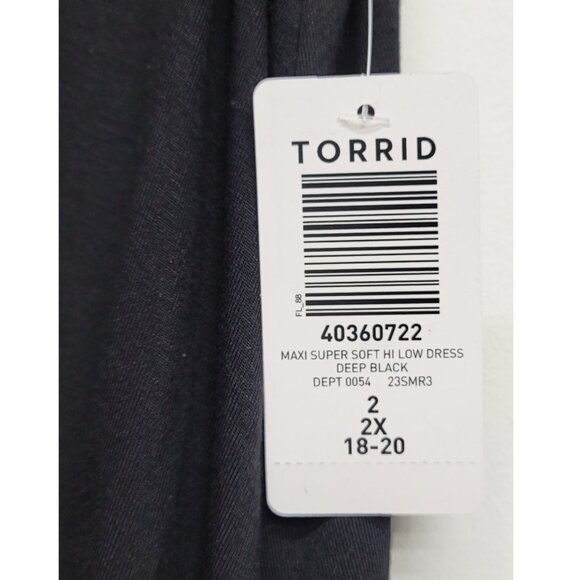 TORRID
FL_88
40360722
MAXI SUPER SOFT HI LOW DRESS
DEEP BLACK
DEPT 0054 23SMR3
2
2X
18-20